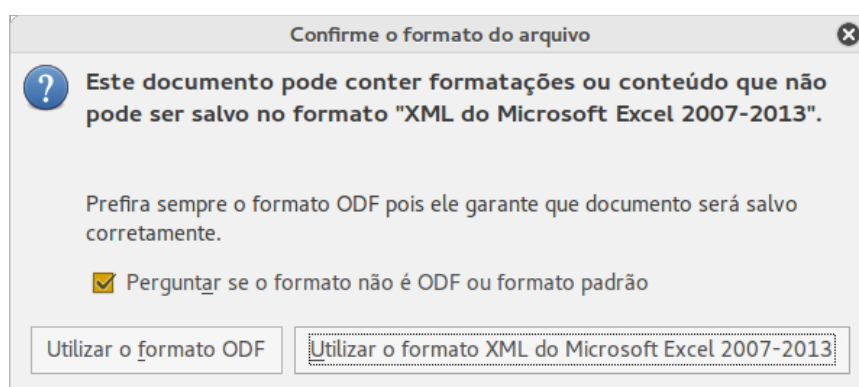 Confirme o formato do arquivo
Este documento pode conter formatações ou conteúdo que não
pode ser salvo no formato "XML do Microsoft Excel 2007-2013".
Prefira sempre o formato ODF pois ele garante que documento será salvo
corretamente.
Perguntar se o formato não é ODF ou formato padrão
Utilizar o formato ODF
Utilizar o formato XML do Microsoft Excel 2007-2013